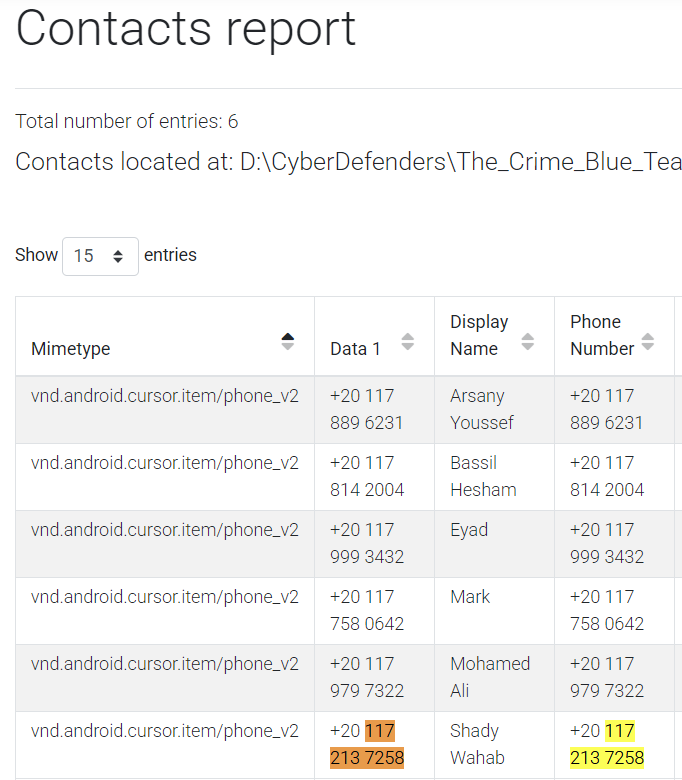 Contacts report
Total number of entries: 6
Contacts located at: D:\CyberDefenders\The_Crime_Blue_Tea
Show 15 entries
Mimetype Data 1 Display Name Phone Number
vnd.android.cursor.item/phone_v2 +20 117 889 6231 Arsany Youssef +20 117 889 6231
vnd.android.cursor.item/phone_v2 +20 117 814 2004 Bassil Hesham +20 117 814 2004
vnd.android.cursor.item/phone_v2 +20 117 999 3432 Eyad +20 117 999 3432
vnd.android.cursor.item/phone_v2 +20 117 758 0642 Mark +20 117 758 0642
vnd.android.cursor.item/phone_v2 +20 117 979 7322 Mohamed Ali +20 117 979 7322
vnd.android.cursor.item/phone_v2 +20 117 213 7258 Shady Wahab +20 117 213 7258